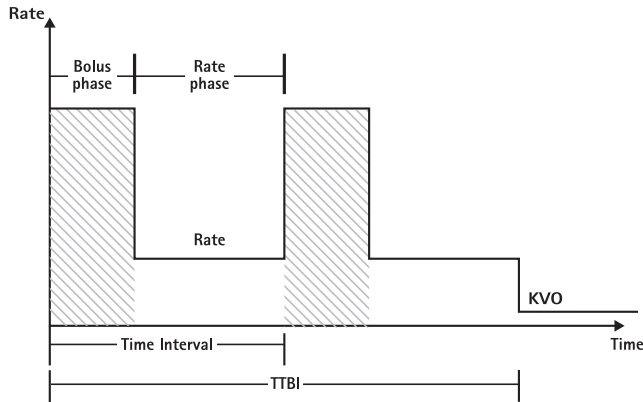 Rate
Bolus phase
Rate phase
Rate
KVO
Time
Time Interval
TTBI